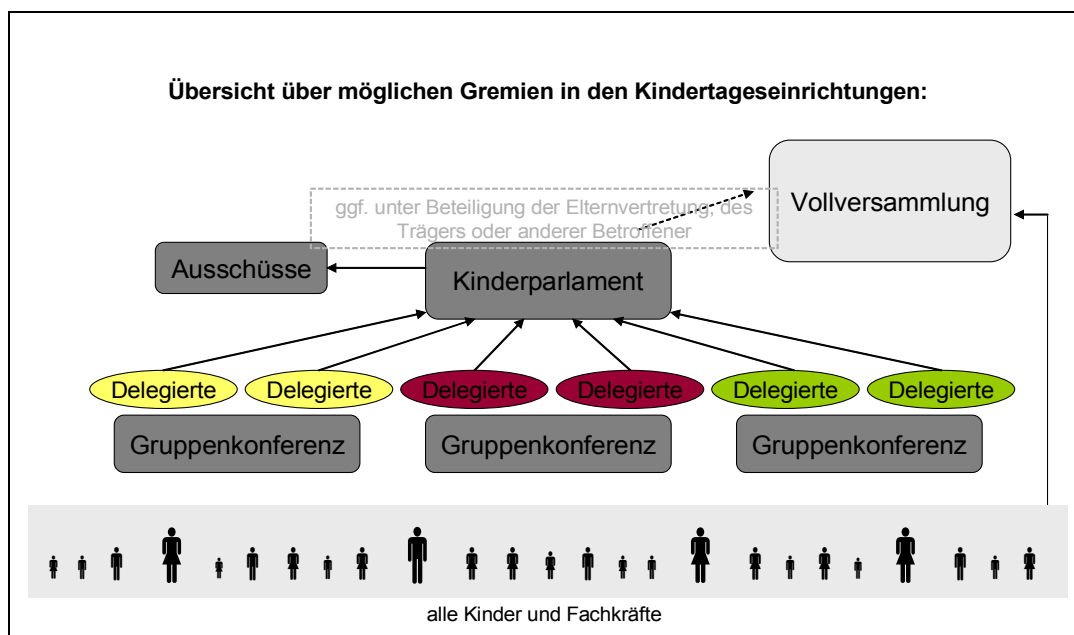 Übersicht über möglichen Gremien in den Kindertageseinrichtungen:
Vollversammlung
ggf. unter Beteiligung der Elternvertretung, des
Trägers oder anderer Betroffener
Ausschüsse
Kinderparlament
Delegierte Delegierte Delegierte Delegierte Delegierte Delegierte
Gruppenkonferenz Gruppenkonferenz Gruppenkonferenz
alle Kinder und Fachkräfte